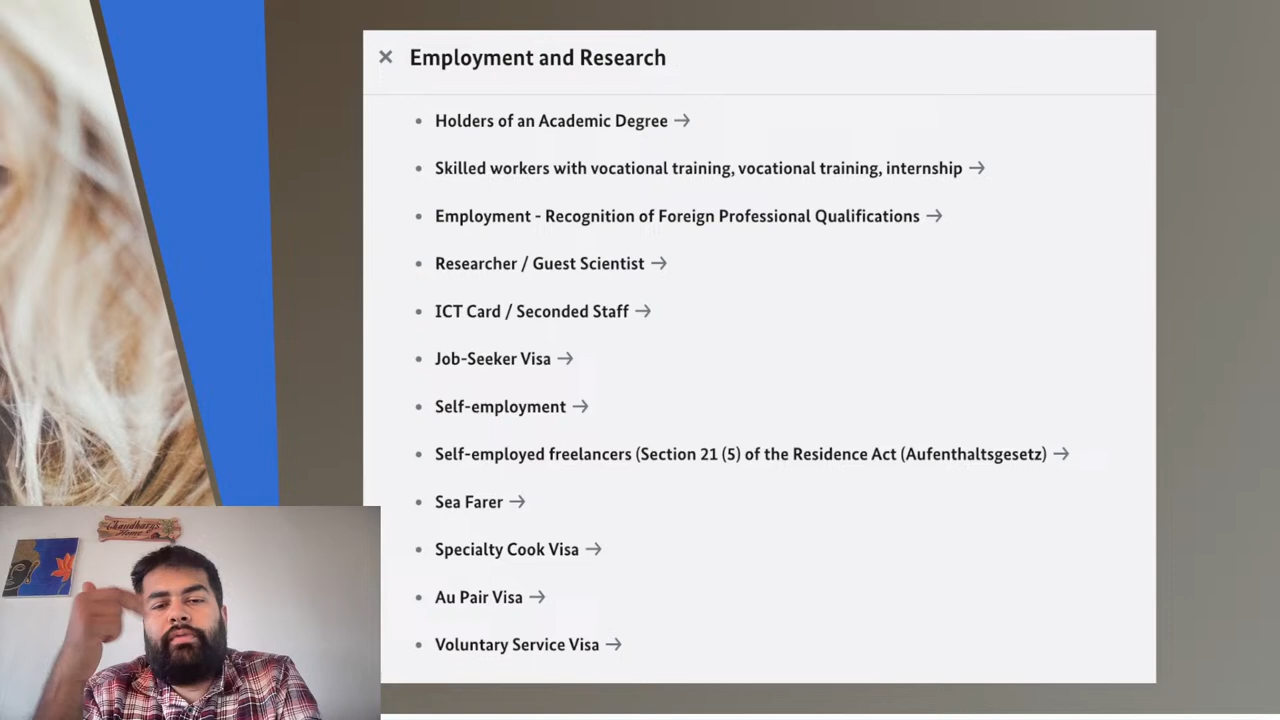 × Employment and Research
• Holders of an Academic Degree →
• Skilled workers with vocational training, vocational training, internship →
• Employment - Recognition of Foreign Professional Qualifications →
• Researcher / Guest Scientist →
• ICT Card / Seconded Staff →
• Job-Seeker Visa →
• Self-employment →
• Self-employed freelancers (Section 21 (5) of the Residence Act (Aufenthaltsgesetz) →
• Sea Farer →
• Specialty Cook Visa →
• Au Pair Visa →
• Voluntary Service Visa →
Chaudhary's
Home